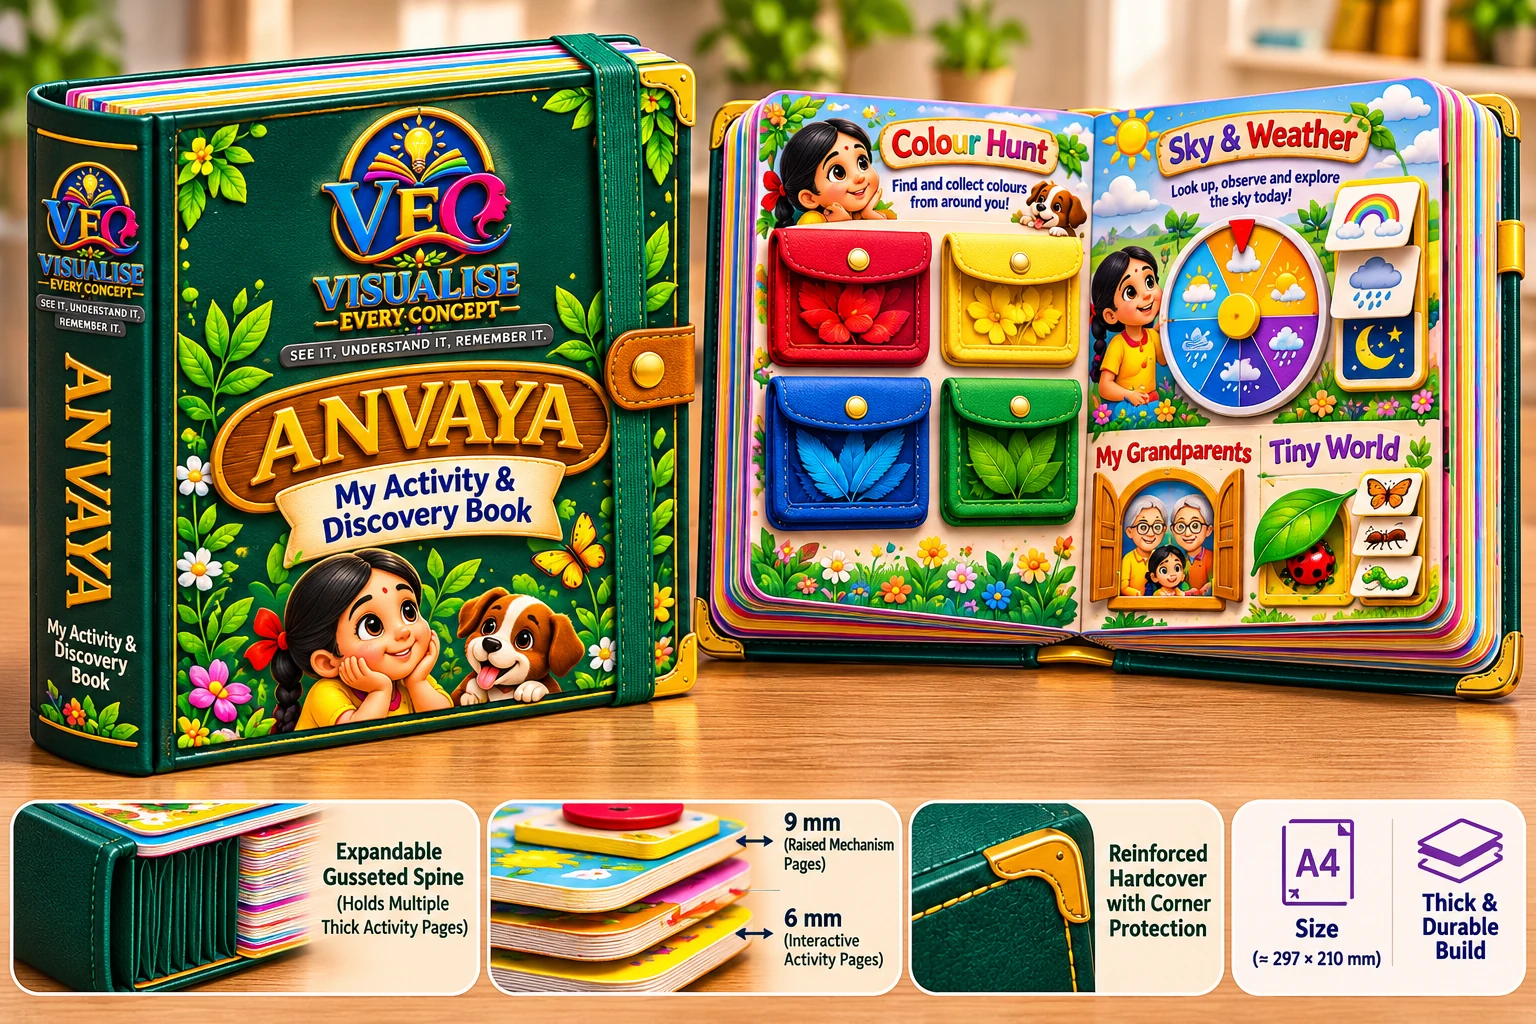 VEC
VISUALISE
EVERY CONCEPT
SEE IT, UNDERSTAND IT,
REMEMBER IT.
ANVAYA
My Activity &
Discovery
Book
VEC
VISUALISE
EVERY CONCEPT
SEE IT, UNDERSTAND IT, REMEMBER IT.
ANVAYA
My Activity &
Discovery Book
Colour Hunt
Find and collect colours
from around you!
Sky & Weather
Look up, observe and explore
the sky today!
My Grandparents
Tiny World
Expandable
Gusseted Spine
(Holds Multiple
Thick Activity Pages)
9 mm
(Raised Mechanism
Pages)
6 mm
(Interactive
Activity Pages)
Reinforced
Hardcover
with Corner
Protection
A4
Size
(≈ 297 × 210 mm)
Thick &
Durable
Build